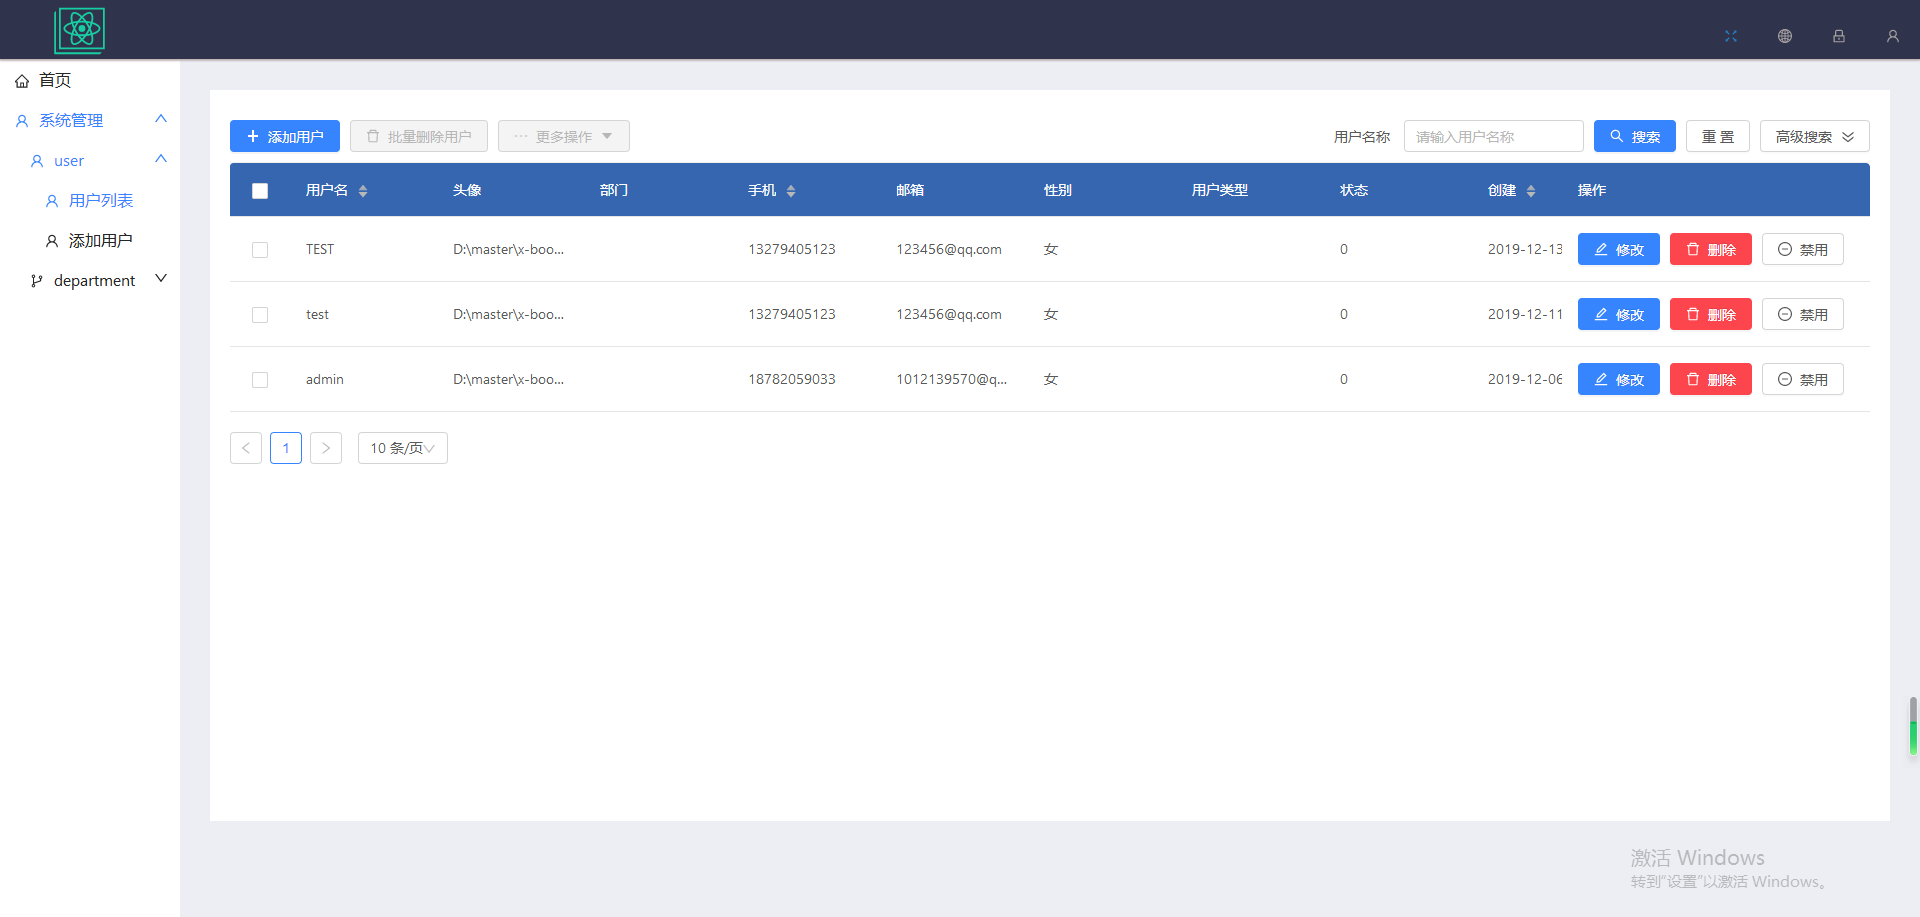 首页
系统管理
user
用户列表
添加用户
department
添加用户 批量删除用户 ··· 更多操作 用户名称 请输入用户名称 搜索 重 置 高级搜索
用户名 头像 部门 手机 邮箱 性别 用户类型 状态 创建 操作
TEST D:\master\x-boo... 13279405123 123456@qq.com 女 0 2019-12-13 修改 删除 禁用
test D:\master\x-boo... 13279405123 123456@qq.com 女 0 2019-12-11 修改 删除 禁用
admin D:\master\x-boo... 18782059033 1012139570@q... 女 0 2019-12-06 修改 删除 禁用
1 10 条/页
激活 Windows
转到“设置”以激活 Windows。